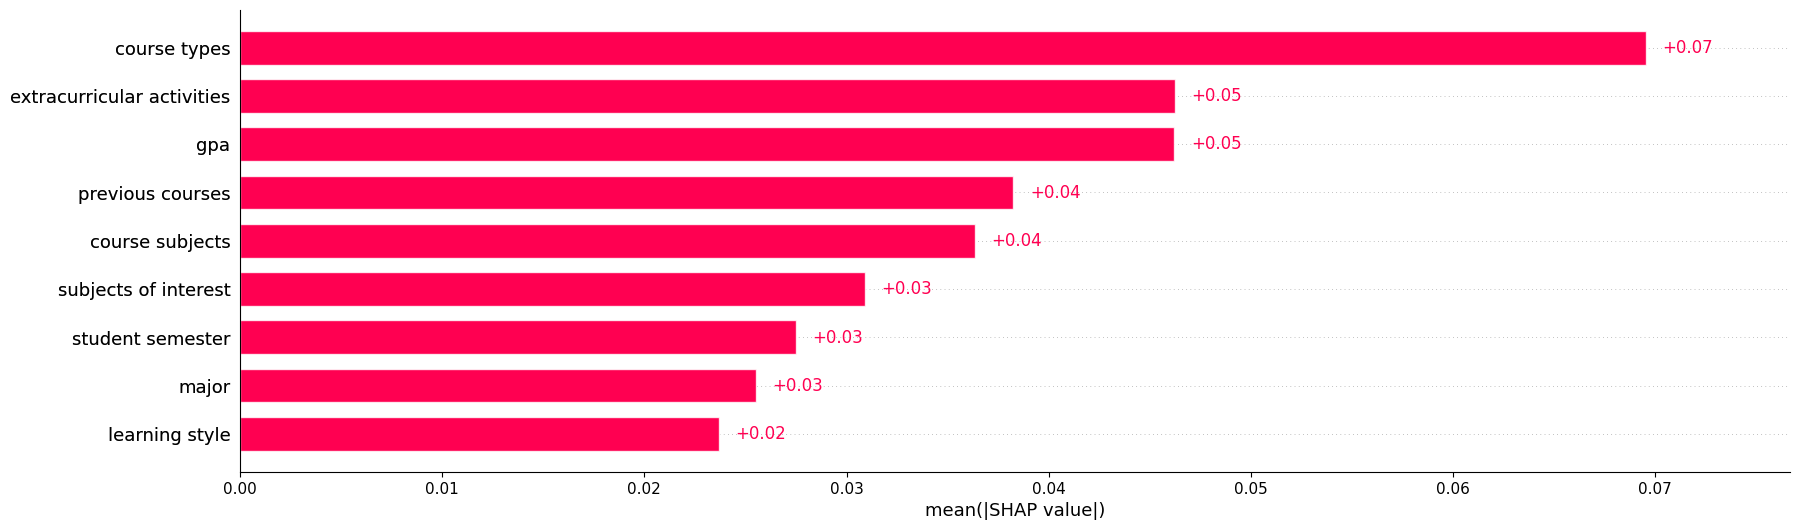 course types +0.07
extracurricular activities +0.05
gpa +0.05
previous courses +0.04
course subjects +0.04
subjects of interest +0.03
student semester +0.03
major +0.03
learning style +0.02
0.00 0.01 0.02 0.03 0.04 0.05 0.06 0.07
mean(|SHAP value|)